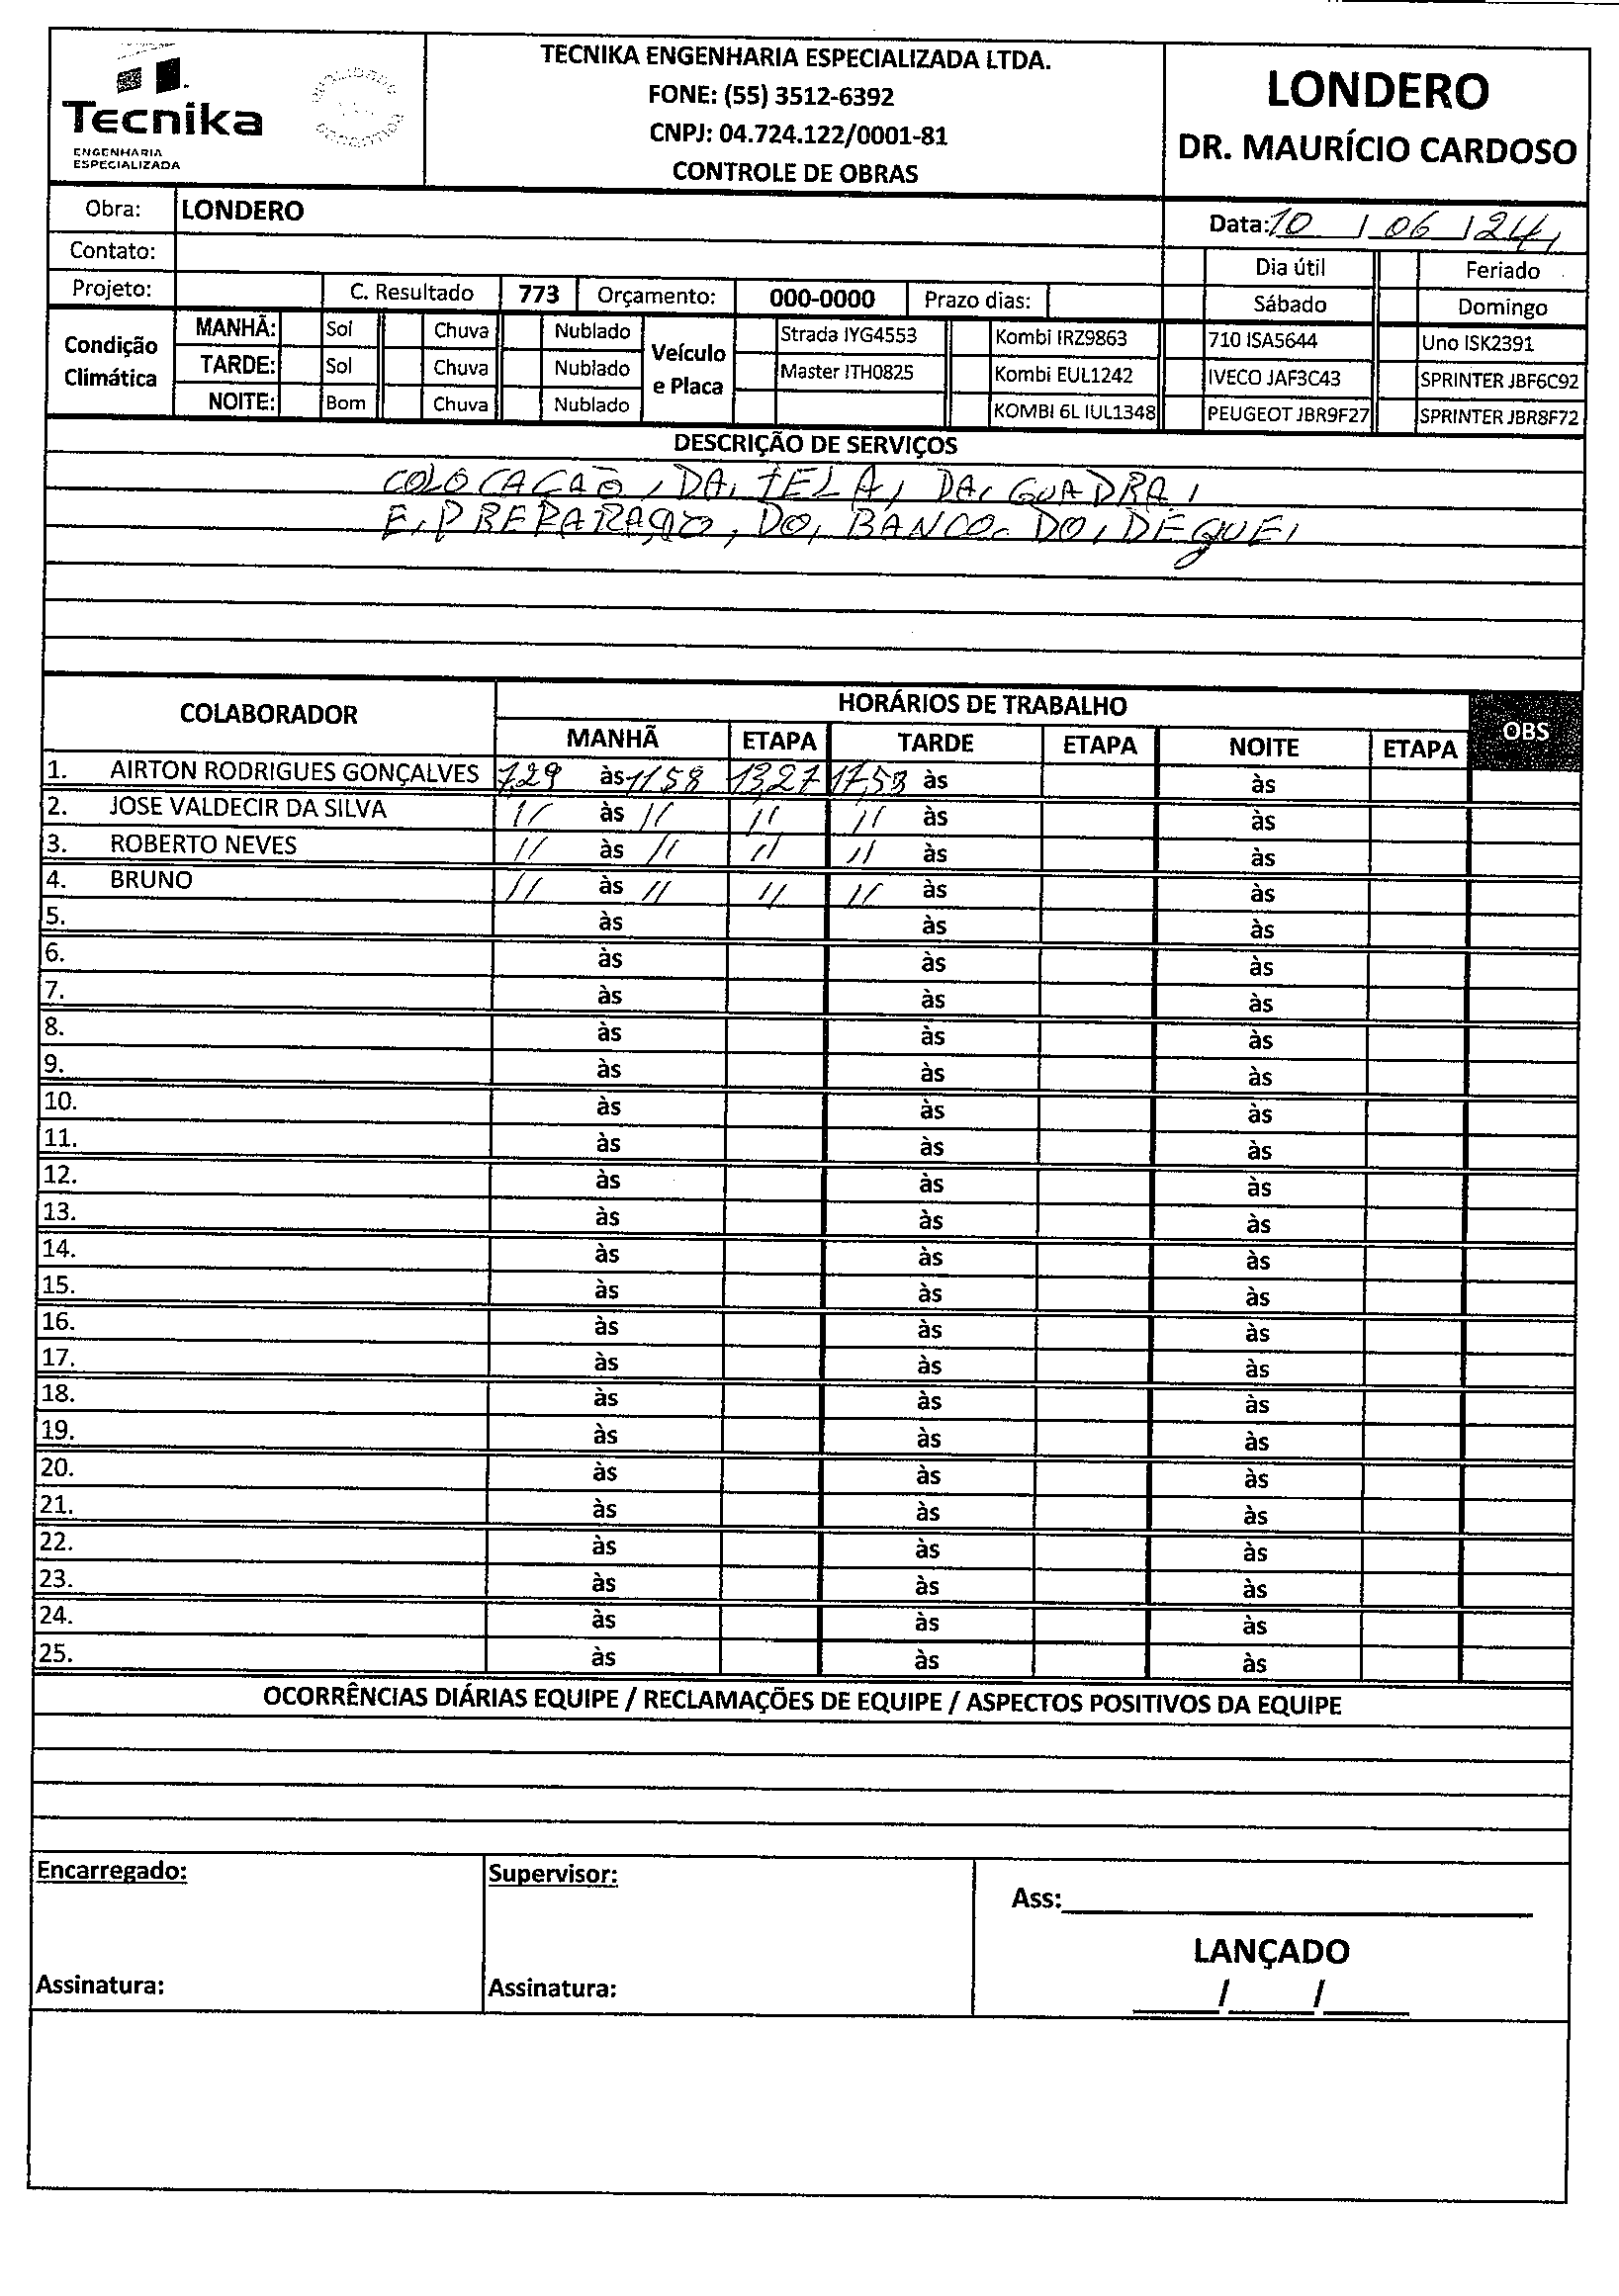 Tecnika
ENGENHARIA
ESPECIALIZADA
TECNIKA ENGENHARIA ESPECIALIZADA LTDA.
FONE: (55) 3512-6392
CNPJ: 04.724.122/0001-81
CONTROLE DE OBRAS
LONDERO
DR. MAURÍCIO CARDOSO
Obra: LONDERO
Data: 10 / 06 / 24
Contato:
Dia útil Feriado
Projeto: C. Resultado 773 Orçamento: 000-0000 Prazo dias:
Sábado Domingo
Condição Climática
MANHÃ: Sol Chuva Nublado
TARDE: Sol Chuva Nublado
NOITE: Bom Chuva Nublado
Veículo e Placa
Strada IYG4553 Kombi IRZ9863 710 ISA5644 Uno ISK2391
Master ITH0825 Kombi EUL1242 IVECO JAF3C43 SPRINTER JBF6C92
KOMBI 6L IUL1348 PEUGEOT JBR9F27 SPRINTER JBR8F72
DESCRIÇÃO DE SERVIÇOS
COLOCAÇÃO, DA, TELA, DA, GUADRA,
E, PREPARAÇÃO, DO, BANCO. DO, DÉQUE,
COLABORADOR HORÁRIOS DE TRABALHO OBS
MANHÃ ETAPA TARDE ETAPA NOITE ETAPA
1. AIRTON RODRIGUES GONÇALVES 7,29 às 11,58 13,27 17,58 às às
2. JOSE VALDECIR DA SILVA // às // // // às às
3. ROBERTO NEVES // às // // // às às
4. BRUNO // às // // // às às
5. às às às
6. às às às
7. às às às
8. às às às
9. às às às
10. às às às
11. às às às
12. às às às
13. às às às
14. às às às
15. às às às
16. às às às
17. às às às
18. às às às
19. às às às
20. às às às
21. às às às
22. às às às
23. às às às
24. às às às
25. às às às
OCORRÊNCIAS DIÁRIAS EQUIPE / RECLAMAÇÕES DE EQUIPE / ASPECTOS POSITIVOS DA EQUIPE
Encarregado:
Assinatura:
Supervisor:
Assinatura:
Ass:
LANÇADO
/ /